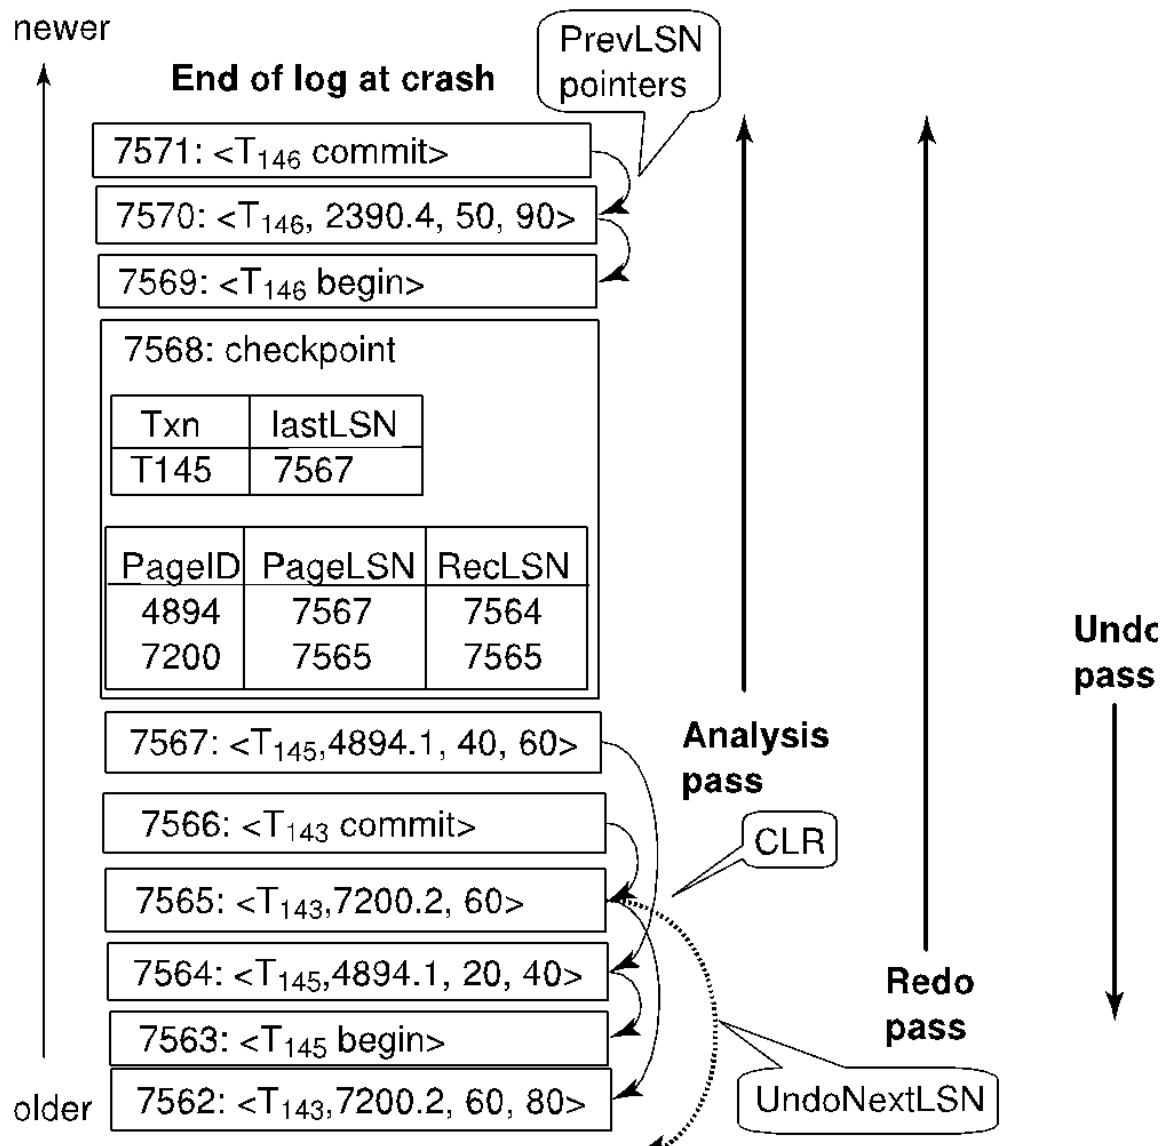 newer
PrevLSN
pointers
End of log at crash
7571: <T146 commit>
7570: <T146, 2390.4, 50, 90>
7569: <T146 begin>
7568: checkpoint
Txn lastLSN
T145 7567
PageID PageLSN RecLSN
4894 7567 7564
7200 7565 7565
Undo
pass
7567: <T145,4894.1, 40, 60>
Analysis
pass
7566: <T143 commit>
CLR
7565: <T143,7200.2, 60>
7564: <T145,4894.1, 20, 40>
Redo
pass
7563: <T145 begin>
older
7562: <T143,7200.2, 60, 80>
UndoNextLSN